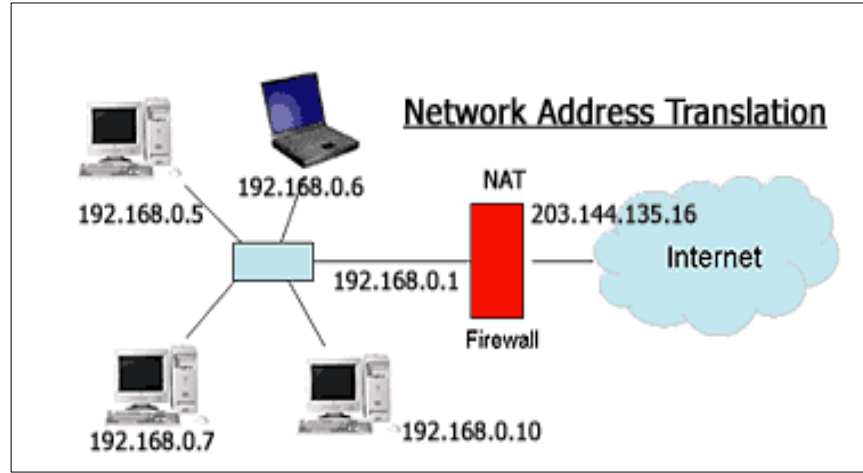 Network Address Translation
192.168.0.5
192.168.0.6
NAT
203.144.135.16
Internet
192.168.0.1
Firewall
192.168.0.7
192.168.0.10